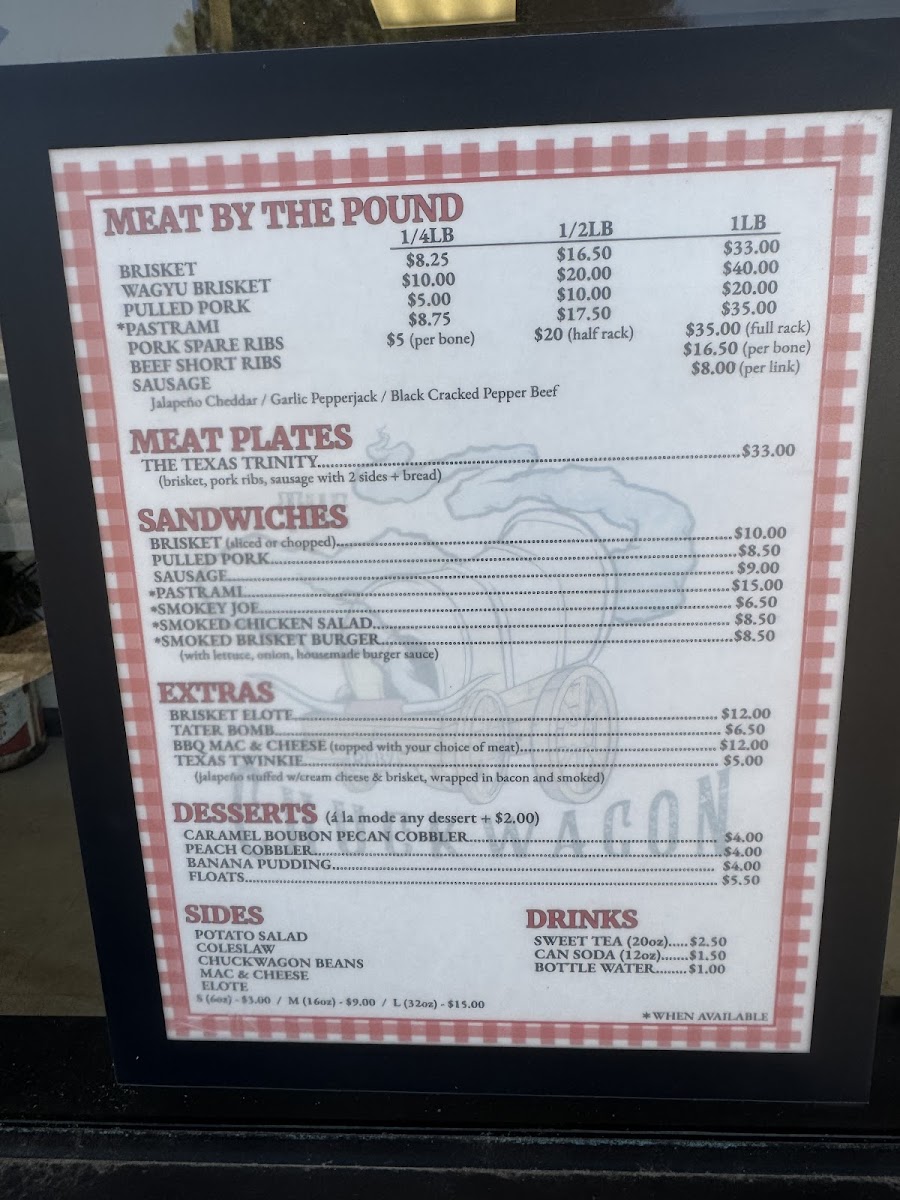 MEAT BY THE POUND
1/4LB 1/2LB 1LB
BRISKET $8.25 $16.50 $33.00
WAGYU BRISKET $10.00 $20.00 $40.00
PULLED PORK $5.00 $10.00 $20.00
*PASTRAMI $8.75 $17.50 $35.00
PORK SPARE RIBS $5 (per bone) $20 (half rack) $35.00 (full rack)
BEEF SHORT RIBS $16.50 (per bone)
SAUSAGE $8.00 (per link)
Jalapeño Cheddar / Garlic Pepperjack / Black Cracked Pepper Beef
MEAT PLATES
THE TEXAS TRINITY $33.00
(brisket, pork ribs, sausage with 2 sides + bread)
SANDWICHES
BRISKET (sliced or chopped) $10.00
PULLED PORK $8.50
SAUSAGE $9.00
*PASTRAMI $15.00
*SMOKEY JOE $6.50
*SMOKED CHICKEN SALAD $8.50
*SMOKED BRISKET BURGER $8.50
(with lettuce, onion, housemade burger sauce)
EXTRAS
BRISKET ELOTE $12.00
TATER BOMB $6.50
BBQ MAC & CHEESE (topped with your choice of meat) $12.00
TEXAS TWINKIE $5.00
(jalapeño stuffed w/cream cheese & brisket, wrapped in bacon and smoked)
THE
CHUCK WAGON
DESSERTS (á la mode any dessert + $2.00)
CARAMEL BOUBON PECAN COBBLER $4.00
PEACH COBBLER $4.00
BANANA PUDDING $4.00
FLOATS $5.50
SIDES
POTATO SALAD
COLESLAW
CHUCKWAGON BEANS
MAC & CHEESE
ELOTE
S (6oz) - $3.00 / M (16oz) - $9.00 / L (32oz) - $15.00
DRINKS
SWEET TEA (20oz).....$2.50
CAN SODA (12oz).......$1.50
BOTTLE WATER........$1.00
*WHEN AVAILABLE